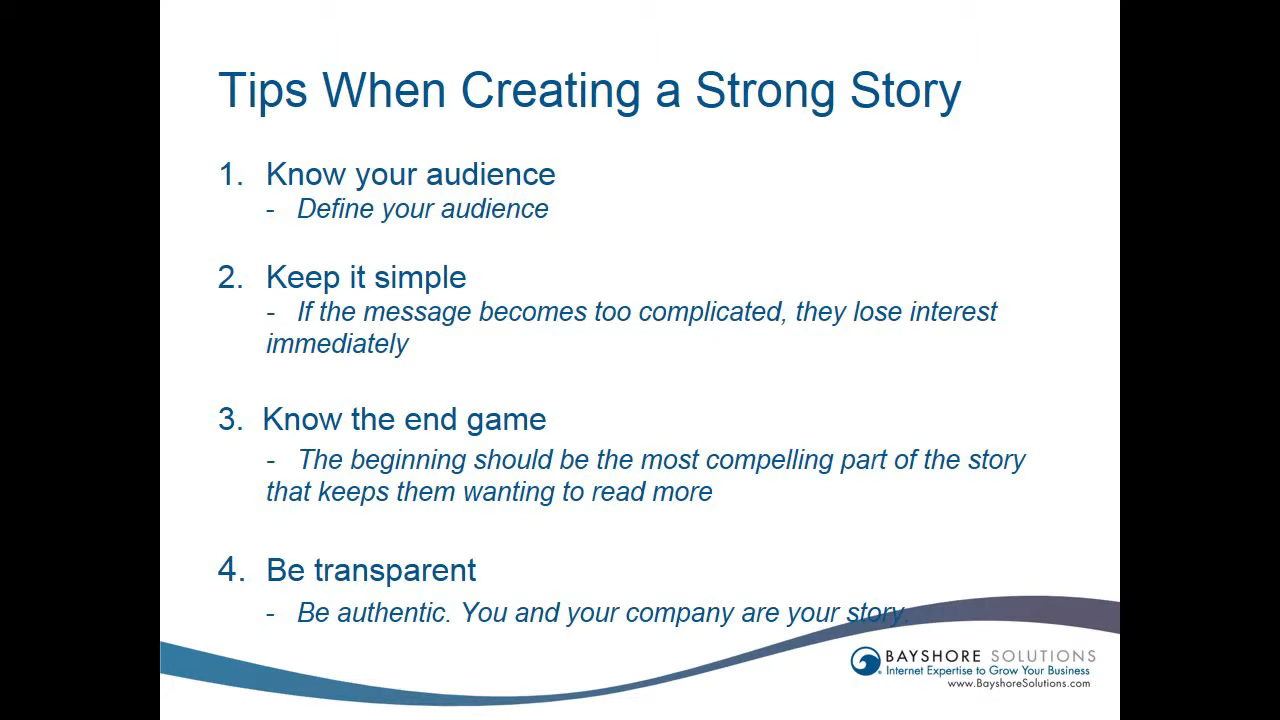 Tips When Creating a Strong Story
1. Know your audience
- Define your audience
2. Keep it simple
- If the message becomes too complicated, they lose interest
immediately
3. Know the end game
- The beginning should be the most compelling part of the story
that keeps them wanting to read more
4. Be transparent
- Be authentic. You and your company are your story.
BAYSHORE SOLUTIONS
Internet Expertise to Grow Your Business
www.BayshoreSolutions.com